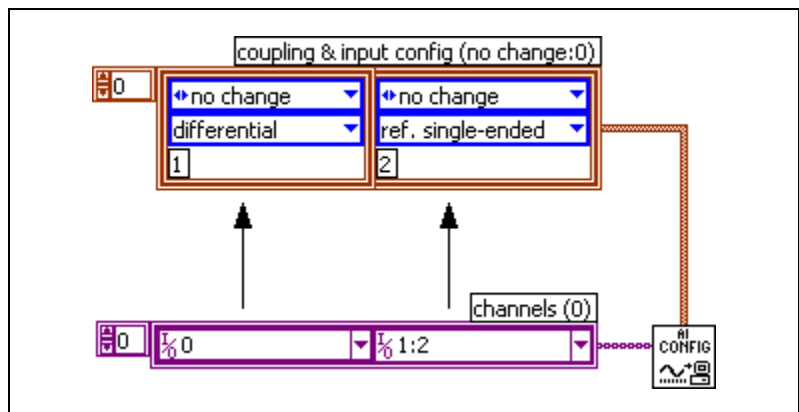 coupling & input config (no change:0)
0
no change
no change
differential
ref. single-ended
1
2
channels (0)
0
I/O 0
I/O 1:2
AI
CONFIG